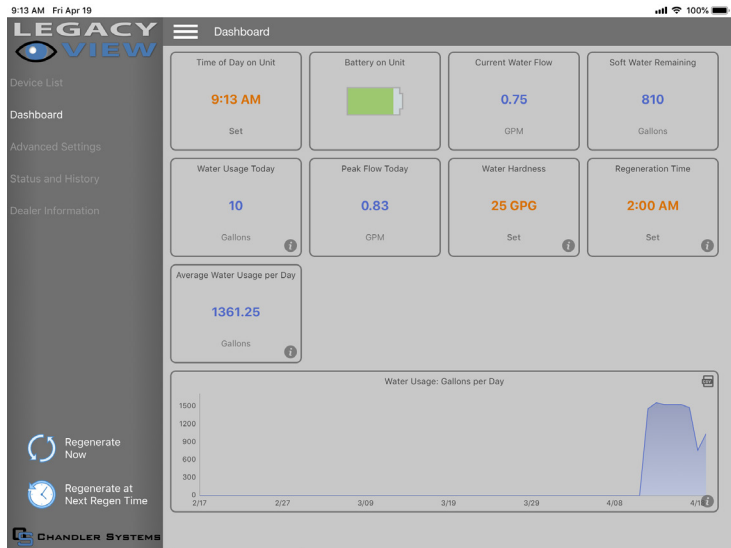 9:13 AM Fri Apr 19
100%
LEGACY
VIEW
Dashboard
Device List
Dashboard
Advanced Settings
Status and History
Dealer Information
Time of Day on Unit
9:13 AM
Set
Battery on Unit
Current Water Flow
0.75
GPM
Soft Water Remaining
810
Gallons
Water Usage Today
10
Gallons
Peak Flow Today
0.83
GPM
Water Hardness
25 GPG
Set
Regeneration Time
2:00 AM
Set
Average Water Usage per Day
1361.25
Gallons
Water Usage: Gallons per Day
1500
1200
900
600
300
0
2/17 2/27 3/09 3/19 3/29 4/08
Regenerate
Now
Regenerate at
Next Regen Time
CHANDLER SYSTEMS